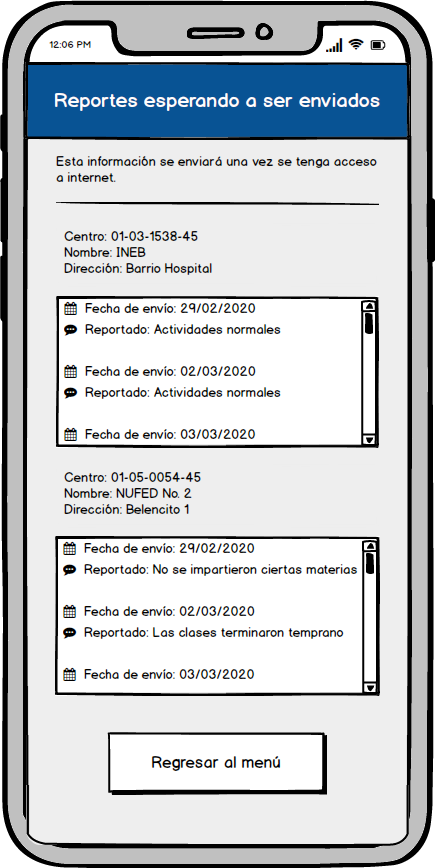 12:06 PM
Reportes esperando a ser enviados
Esta información se enviará una vez se tenga acceso
a internet.
Centro: 01-03-1538-45
Nombre: INEB
Dirección: Barrio Hospital
Fecha de envío: 29/02/2020
Reportado: Actividades normales
Fecha de envío: 02/03/2020
Reportado: Actividades normales
Fecha de envío: 03/03/2020
Centro: 01-05-0054-45
Nombre: NUFED No. 2
Dirección: Belencito 1
Fecha de envío: 29/02/2020
Reportado: No se impartieron ciertas materias
Fecha de envío: 02/03/2020
Reportado: Las clases terminaron temprano
Fecha de envío: 03/03/2020
Regresar al menú